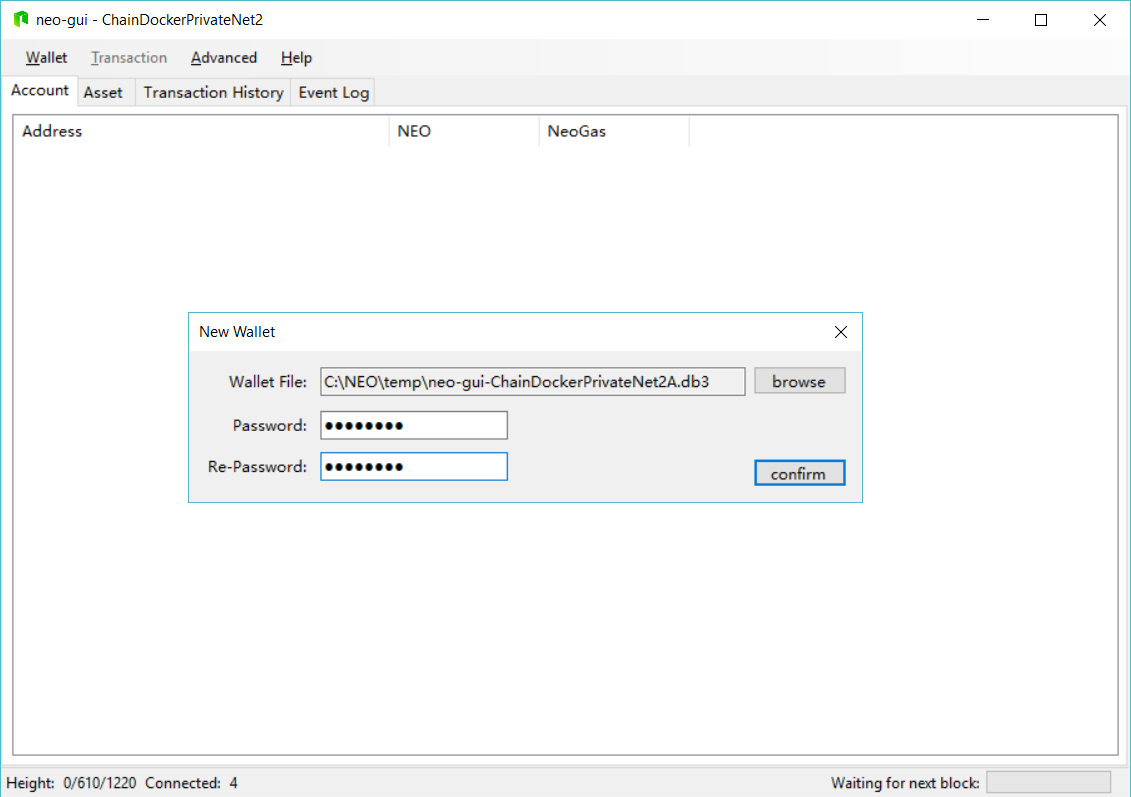 neo-gui - ChainDockerPrivateNet2
Wallet Transaction Advanced Help
Account Asset Transaction History Event Log
Address NEO NeoGas
New Wallet
Wallet File: C:\NEO\temp\neo-gui-ChainDockerPrivateNet2A.db3 browse
Password: ●●●●●●●●
Re-Password: ●●●●●●●●
confirm
Height: 0/610/1220 Connected: 4 Waiting for next block: